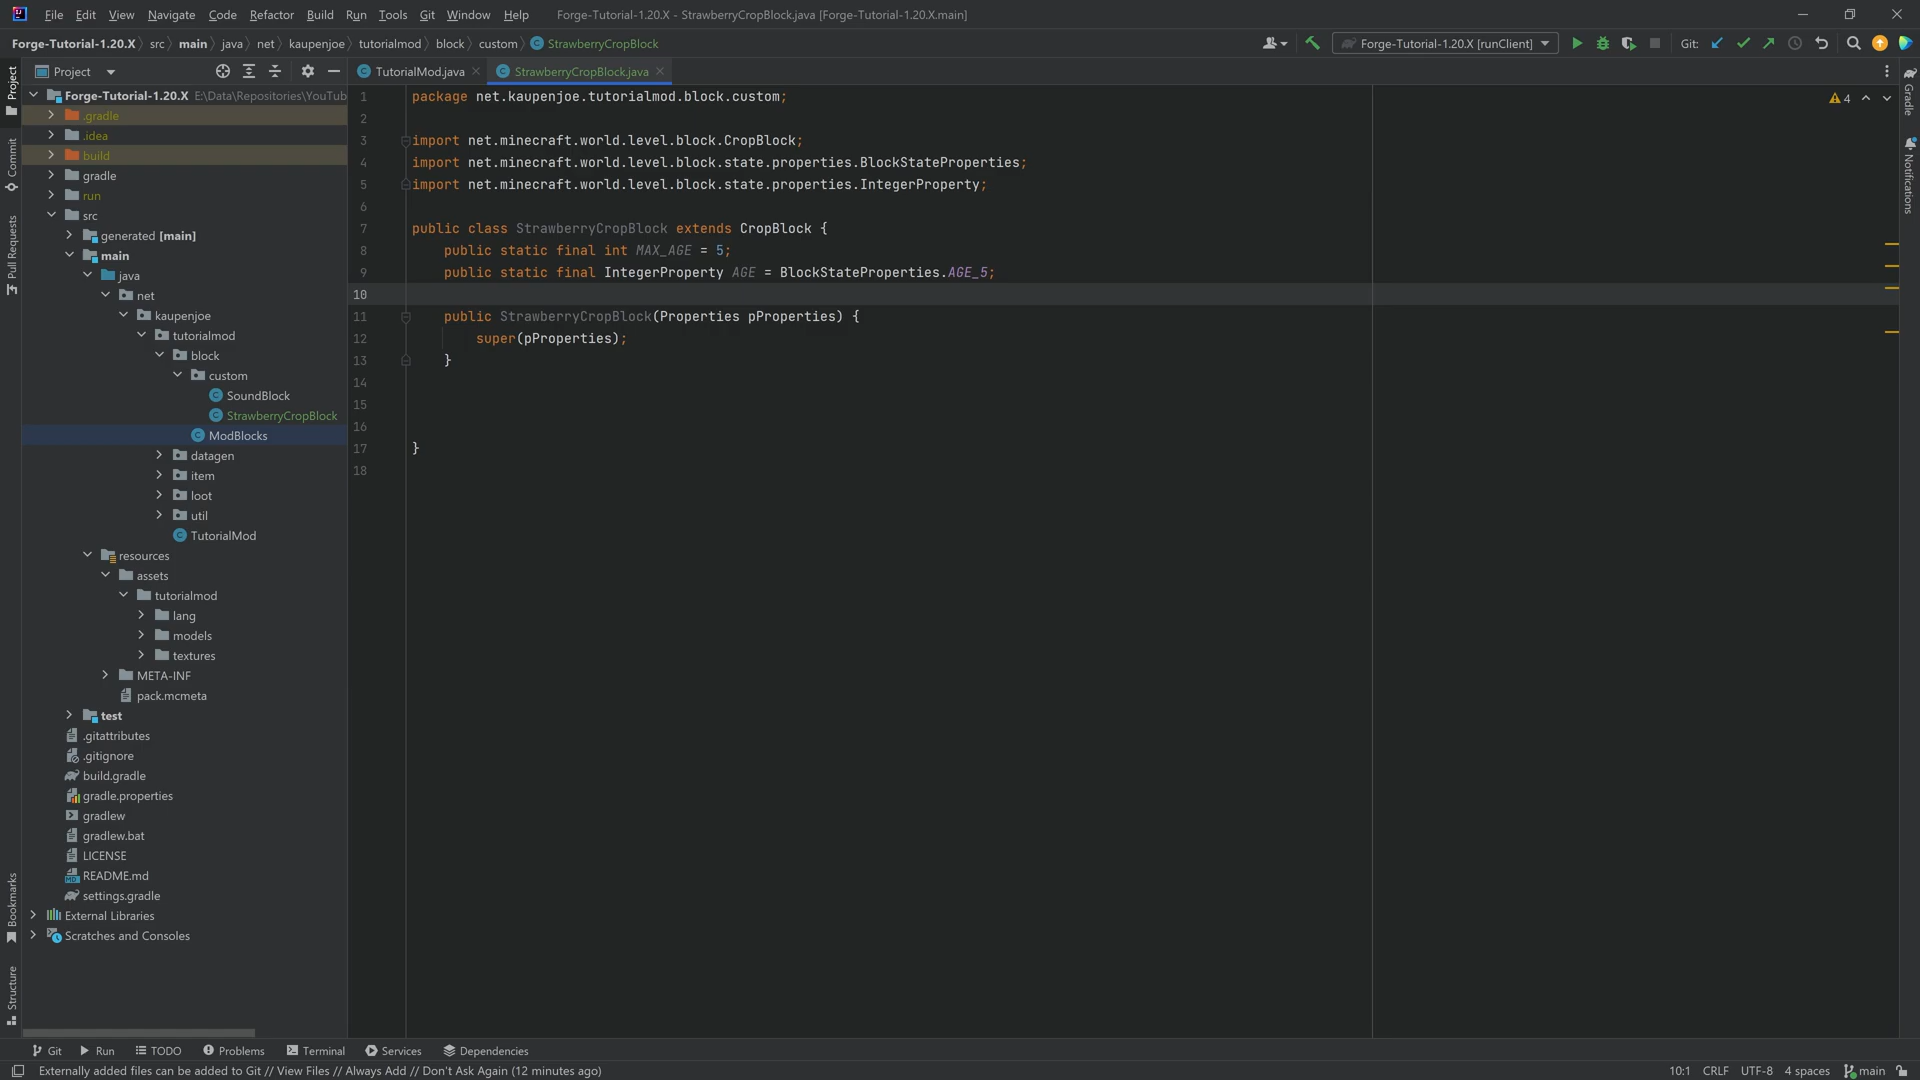 File Edit View Navigate Code Refactor Build Run Tools Git Window Help Forge-Tutorial-1.20.X - StrawberryCropBlock.java [Forge-Tutorial-1.20.X.main]
Forge-Tutorial-1.20.X src main java net kaupenjoe tutorialmod block custom StrawberryCropBlock Forge-Tutorial-1.20.X [runClient] Git:
Project TutorialMod.java StrawberryCropBlock.java
Project
Commit
Pull Requests
Bookmarks
Structure
Forge-Tutorial-1.20.X E:\Data\Repositories\YouTub
.gradle
.idea
build
gradle
run
src
generated [main]
main
java
net
kaupenjoe
tutorialmod
block
custom
SoundBlock
StrawberryCropBlock
ModBlocks
datagen
item
loot
util
TutorialMod
resources
assets
tutorialmod
lang
models
textures
META-INF
pack.mcmeta
test
.gitattributes
.gitignore
build.gradle
gradle.properties
gradlew
gradlew.bat
LICENSE
README.md
settings.gradle
External Libraries
Scratches and Consoles
1 package net.kaupenjoe.tutorialmod.block.custom;
2
3 import net.minecraft.world.level.block.CropBlock;
4 import net.minecraft.world.level.block.state.properties.BlockStateProperties;
5 import net.minecraft.world.level.block.state.properties.IntegerProperty;
6
7 public class StrawberryCropBlock extends CropBlock {
8 public static final int MAX_AGE = 5;
9 public static final IntegerProperty AGE = BlockStateProperties.AGE_5;
10
11 public StrawberryCropBlock(Properties pProperties) {
12 super(pProperties);
13 }
14
15
16
17 }
18
4
Gradle
Notifications
Git Run TODO Problems Terminal Services Dependencies
Externally added files can be added to Git // View Files // Always Add // Don't Ask Again (12 minutes ago) 10:1 CRLF UTF-8 4 spaces main